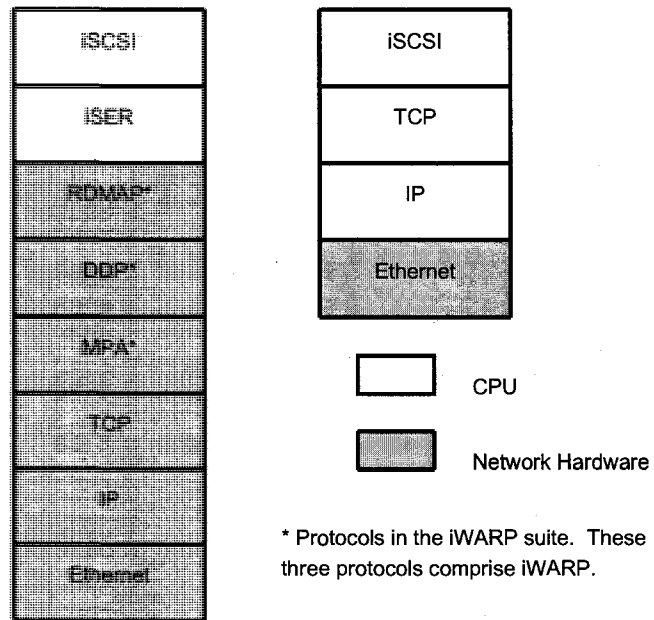 iSCSI
iSER
RDMAP*
DDP*
MPA*
TCP
IP
Ethernet
iSCSI
TCP
IP
Ethernet
CPU
Network Hardware
* Protocols in the iWARP suite. These
three protocols comprise iWARP.